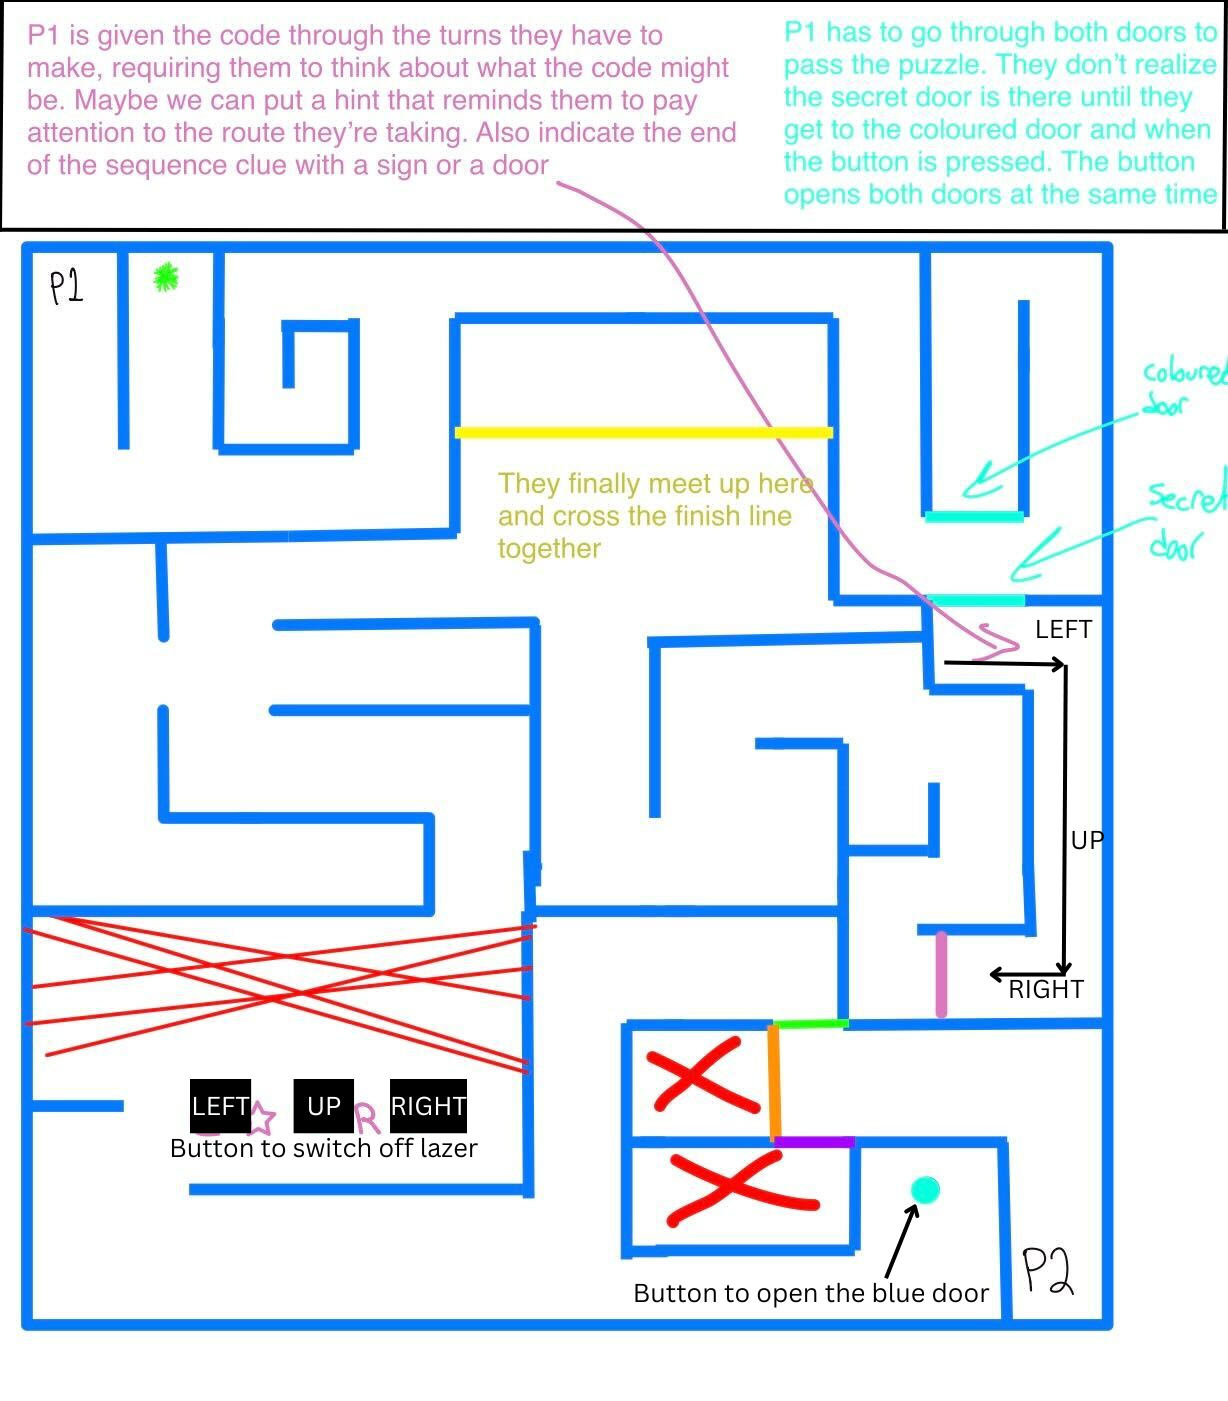 P1 is given the code through the turns they have to
make, requiring them to think about what the code might
be. Maybe we can put a hint that reminds them to pay
attention to the route they’re taking. Also indicate the end
of the sequence clue with a sign or a door
P1 has to go through both doors to
pass the puzzle. They don’t realize
the secret door is there until they
get to the coloured door and when
the button is pressed. The button
opens both doors at the same time
P1
coloured
door
They finally meet up here
and cross the finish line
together
secret
door
LEFT
UP
RIGHT
LEFT UP R RIGHT
Button to switch off lazer
P2
Button to open the blue door